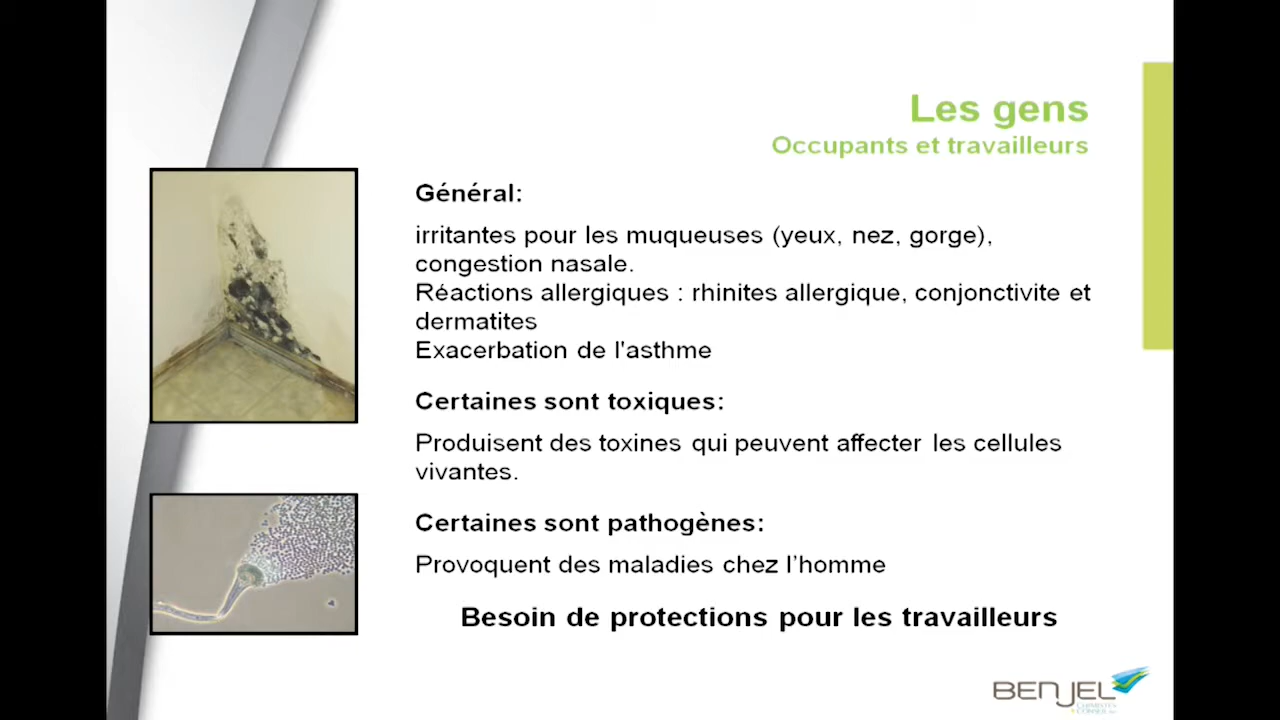 Les gens
Occupants et travailleurs
Général:
irritantes pour les muqueuses (yeux, nez, gorge),
congestion nasale.
Réactions allergiques : rhinites allergique, conjonctivite et
dermatites
Exacerbation de l'asthme
Certaines sont toxiques:
Produisent des toxines qui peuvent affecter les cellules
vivantes.
Certaines sont pathogènes:
Provoquent des maladies chez l’homme
Besoin de protections pour les travailleurs
BENJEL
CHIMISTES
CONSEIL